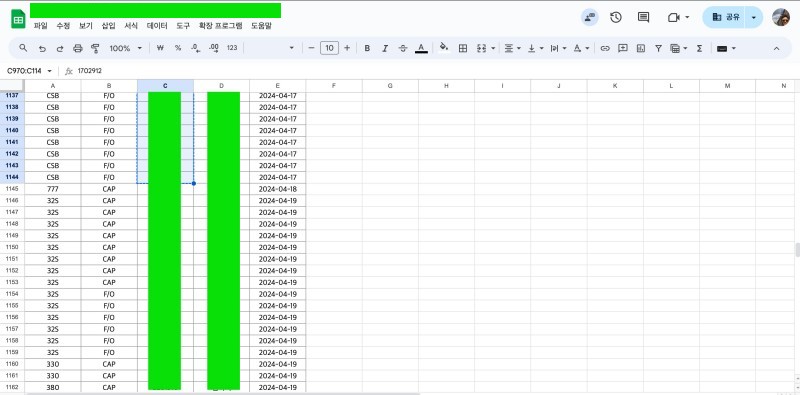 파일 수정 보기 삽입 서식 데이터 도구 확장 프로그램 도움말
공유
100% ₩ % .0 .00 123 10 B I A
C970:C114 fx 1702912
A B C D E F G H I J K L M N
1137 CSB F/O 2024-04-17
1138 CSB F/O 2024-04-17
1139 CSB F/O 2024-04-17
1140 CSB F/O 2024-04-17
1141 CSB F/O 2024-04-17
1142 CSB F/O 2024-04-17
1143 CSB F/O 2024-04-17
1144 CSB F/O 2024-04-17
1145 777 CAP 2024-04-18
1146 32S CAP 2024-04-19
1147 32S CAP 2024-04-19
1148 32S CAP 2024-04-19
1149 32S CAP 2024-04-19
1150 32S CAP 2024-04-19
1151 32S CAP 2024-04-19
1152 32S CAP 2024-04-19
1153 32S CAP 2024-04-19
1154 32S F/O 2024-04-19
1155 32S F/O 2024-04-19
1156 32S F/O 2024-04-19
1157 32S F/O 2024-04-19
1158 32S F/O 2024-04-19
1159 32S F/O 2024-04-19
1160 330 CAP 2024-04-19
1161 330 CAP 2024-04-19
1162 380 CAP 2024-04-19